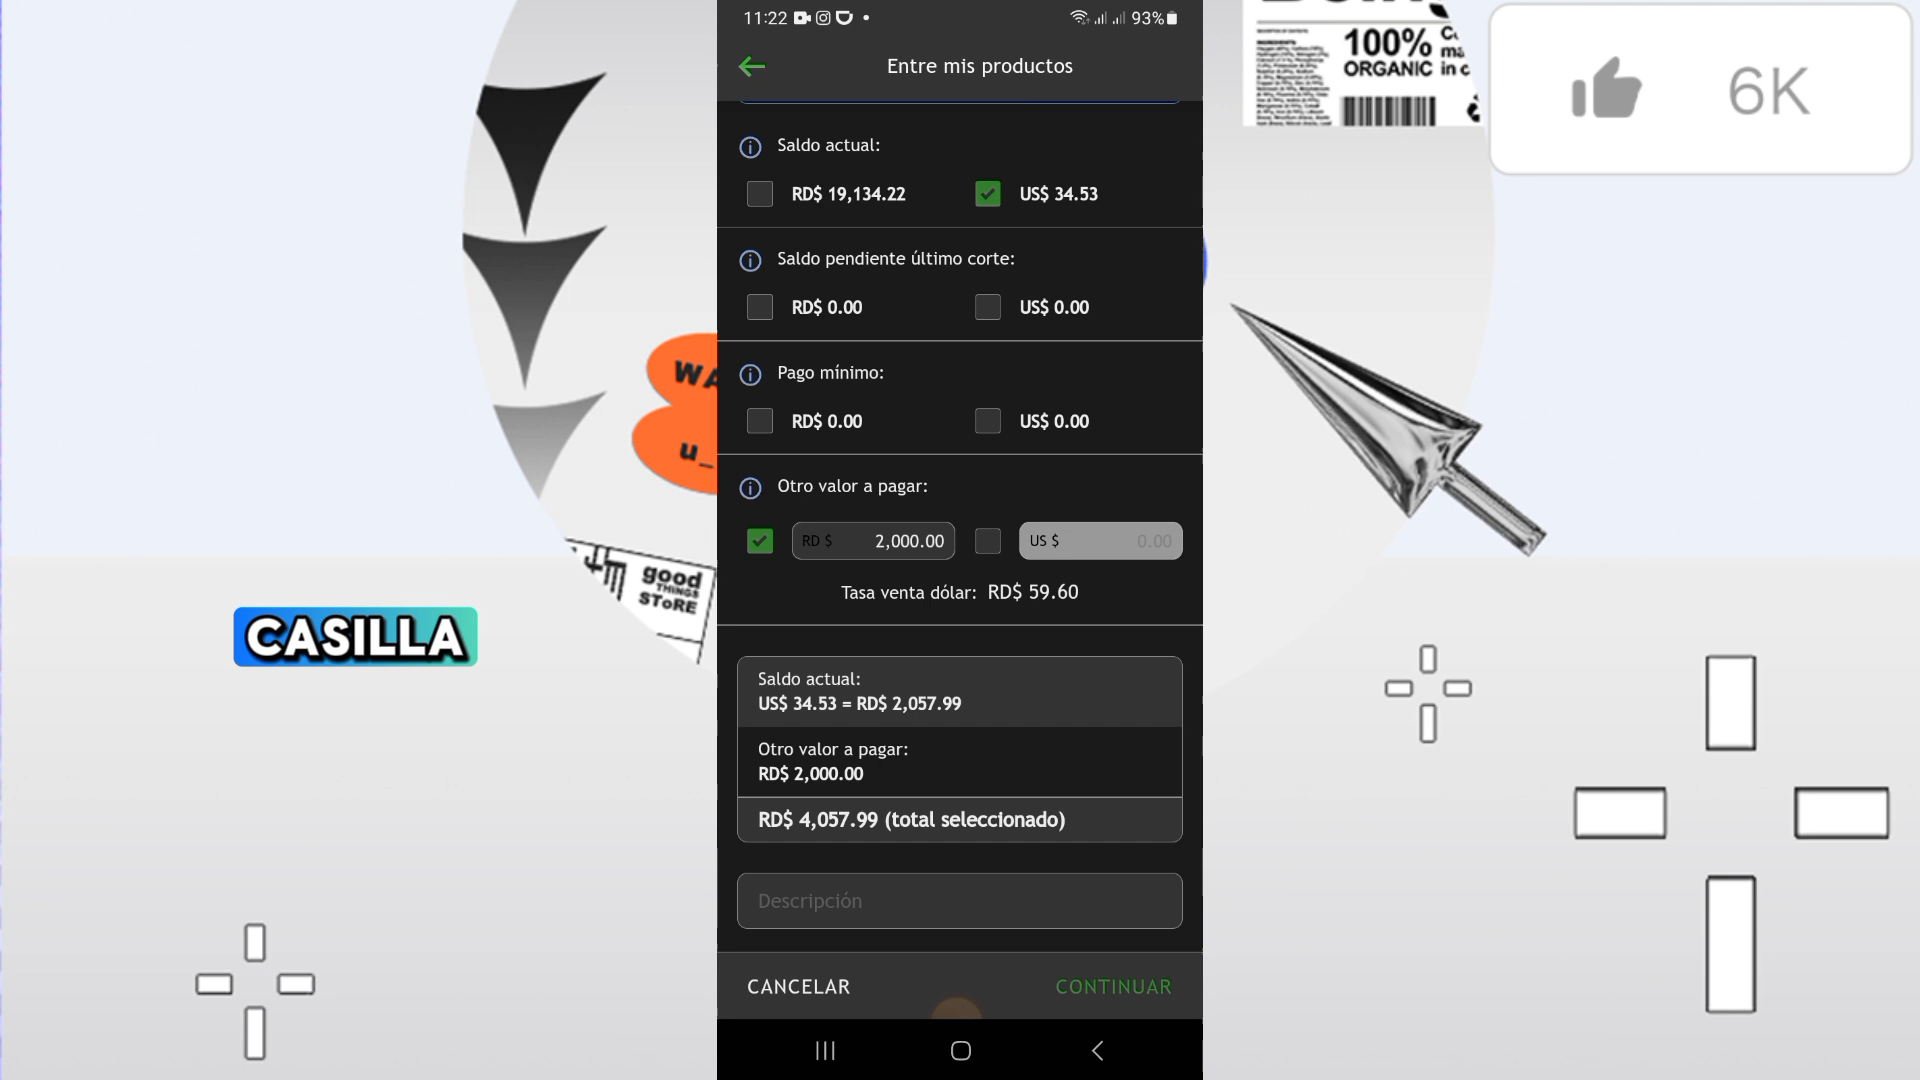 11:22
93%
Entre mis productos
Saldo actual:
RD$ 19,134.22
US$ 34.53
Saldo pendiente último corte:
RD$ 0.00
US$ 0.00
Pago mínimo:
RD$ 0.00
US$ 0.00
Otro valor a pagar:
RD $ 2,000.00
US $ 0.00
Tasa venta dólar: RD$ 59.60
Saldo actual:
US$ 34.53 = RD$ 2,057.99
Otro valor a pagar:
RD$ 2,000.00
RD$ 4,057.99 (total seleccionado)
Descripción
CANCELAR
CONTINUAR
CASILLA
good
THINGS
SToRE
100%
ORGANIC
in c
6K